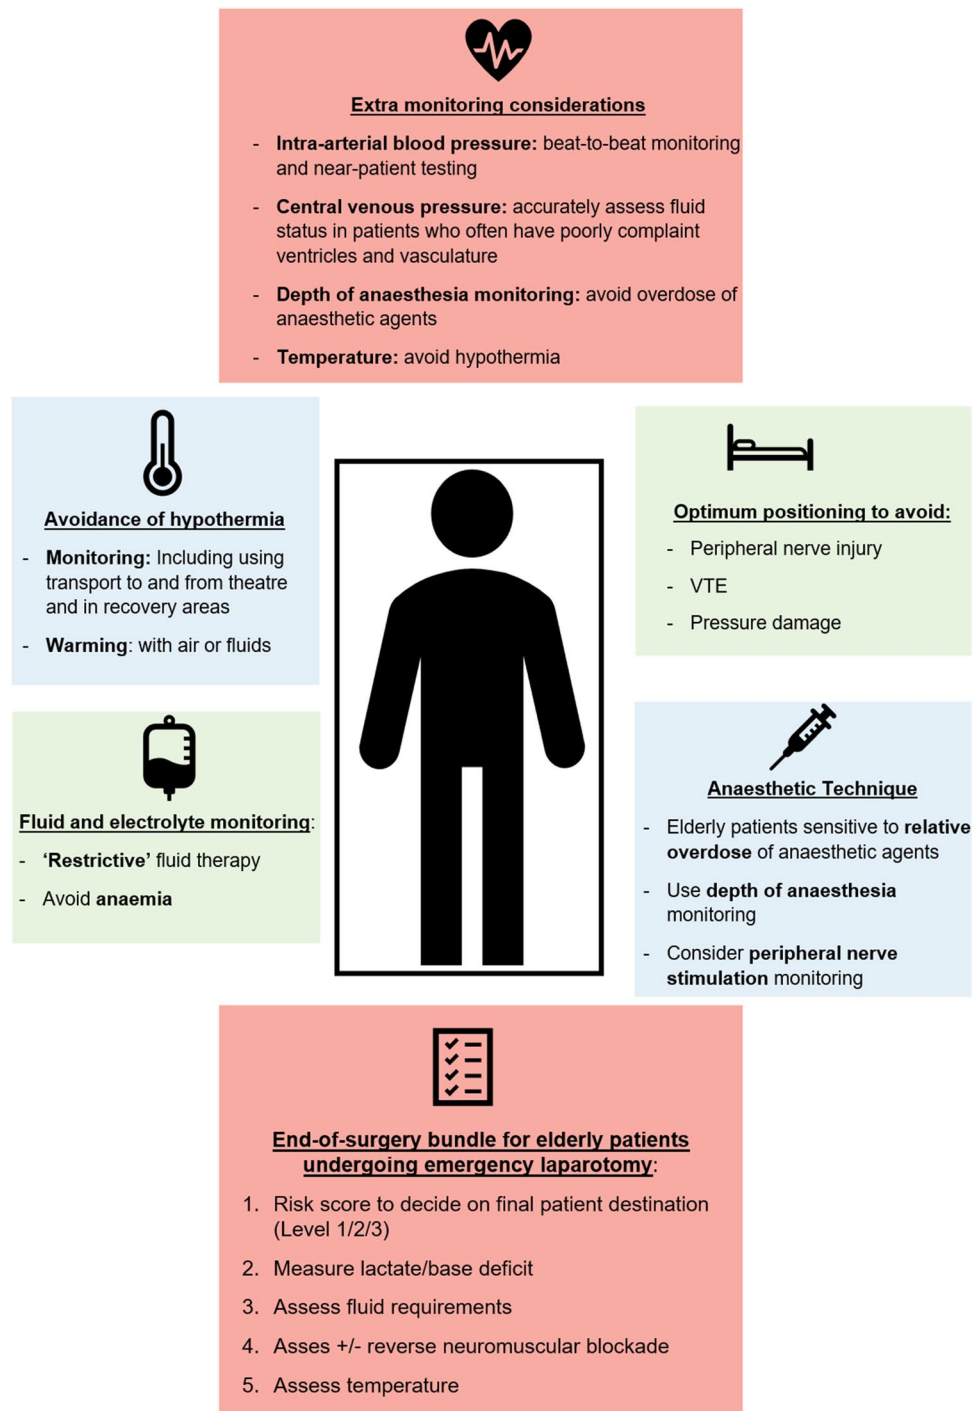 Extra monitoring considerations
- Intra-arterial blood pressure: beat-to-beat monitoring
and near-patient testing
- Central venous pressure: accurately assess fluid
status in patients who often have poorly complaint
ventricles and vasculature
- Depth of anaesthesia monitoring: avoid overdose of
anaesthetic agents
- Temperature: avoid hypothermia
Avoidance of hypothermia
- Monitoring: Including using
transport to and from theatre
and in recovery areas
- Warming: with air or fluids
Optimum positioning to avoid:
- Peripheral nerve injury
- VTE
- Pressure damage
Fluid and electrolyte monitoring:
- ‘Restrictive’ fluid therapy
- Avoid anaemia
Anaesthetic Technique
- Elderly patients sensitive to relative
overdose of anaesthetic agents
- Use depth of anaesthesia
monitoring
- Consider peripheral nerve
stimulation monitoring
End-of-surgery bundle for elderly patients
undergoing emergency laparotomy:
1. Risk score to decide on final patient destination
(Level 1/2/3)
2. Measure lactate/base deficit
3. Assess fluid requirements
4. Asses +/- reverse neuromuscular blockade
5. Assess temperature